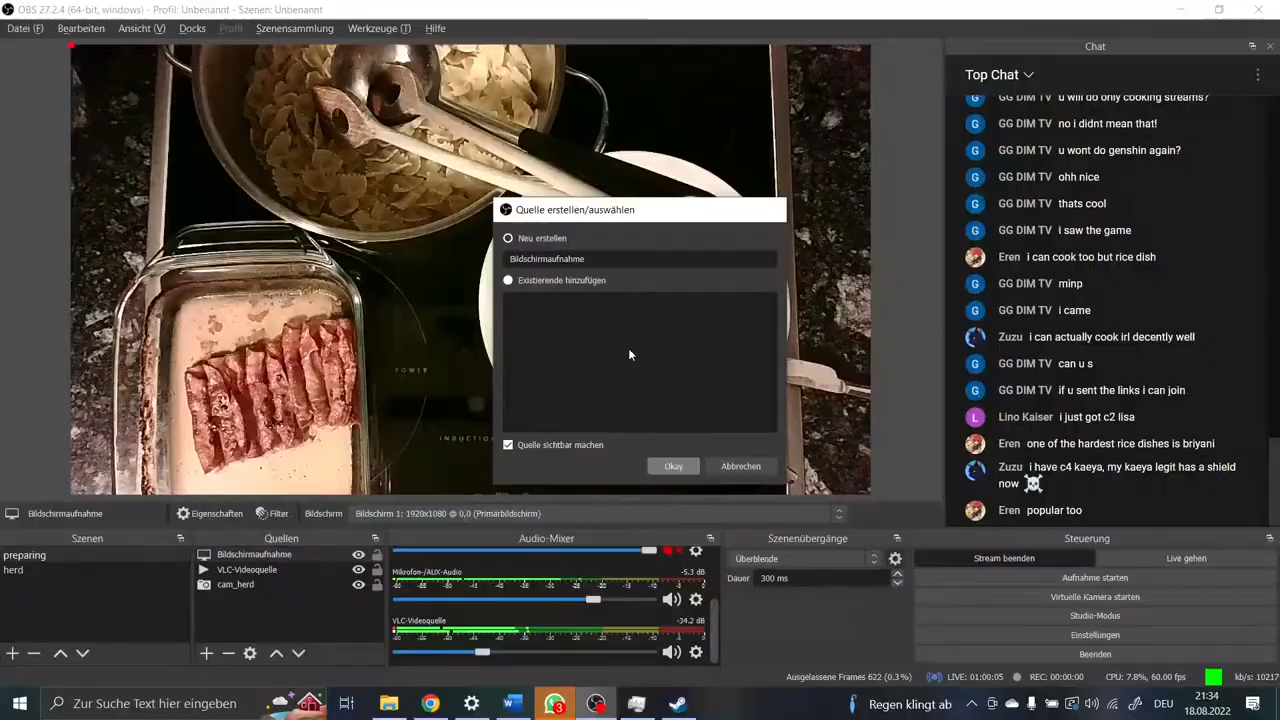 OBS 27.2.4 (64-bit, windows) - Profil: Unbenannt - Szenen: Unbenannt
Datei (F) Bearbeiten Ansicht (V) Docks Profil Szenensammlung Werkzeuge (T) Hilfe
Chat
Top Chat
GG DIM TV u will do only cooking streams?
GG DIM TV no i didnt mean that!
GG DIM TV u wont do genshin again?
GG DIM TV ohh nice
GG DIM TV thats cool
GG DIM TV i saw the game
Eren i can cook too but rice dish
GG DIM TV minp
GG DIM TV i came
Zuzu i can actually cook irl decently well
GG DIM TV can u s
GG DIM TV if u sent the links i can join
Lino Kaiser i just got c2 lisa
Eren one of the hardest rice dishes is briyani
Zuzu i have c4 kaeya, my kaeya legit has a shield
now
Eren popular too
Quelle erstellen/auswählen
Neu erstellen
Bildschirmaufnahme
Existierende hinzufügen
Quelle sichtbar machen
Okay Abbrechen
POWER
INDUCTIO
Bildschirmaufnahme Eigenschaften Filter Bildschirm Bildschirm 1: 1920x1080 @ 0,0 (Primärbildschirm)
Szenen
preparing
herd
Quellen
Bildschirmaufnahme
VLC-Videoquelle
cam_herd
Audio-Mixer
Mikrofon-/AUX-Audio -5.3 dB
VLC-Videoquelle -34.2 dB
Szenenübergänge
Überblende
Dauer 300 ms
Steuerung
Stream beenden Live gehen
Aufnahme starten
Virtuelle Kamera starten
Studio-Modus
Einstellungen
Beenden
Ausgelassene Frames 622 (0.3 %) LIVE: 01:00:05 REC: 00:00:00 CPU: 7.8%, 60.00 fps kb/s: 10217
Zur Suche Text hier eingeben
3
Regen klingt ab
DEU
21:34
18.08.2022